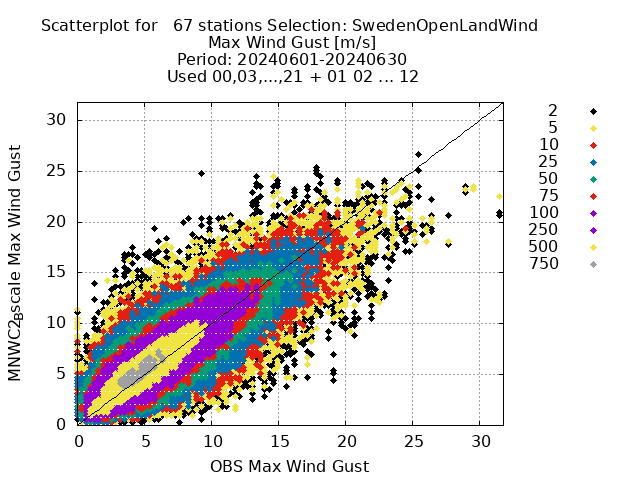 Scatterplot for 67 stations Selection: SwedenOpenLandWind
Max Wind Gust [m/s]
Period: 20240601-20240630
Used 00,03,...,21 + 01 02 ... 12
MNWC2.5scale Max Wind Gust
30
25
20
15
10
5
0
0 5 10 15 20 25 30
OBS Max Wind Gust
2
5
10
25
50
75
100
250
500
750